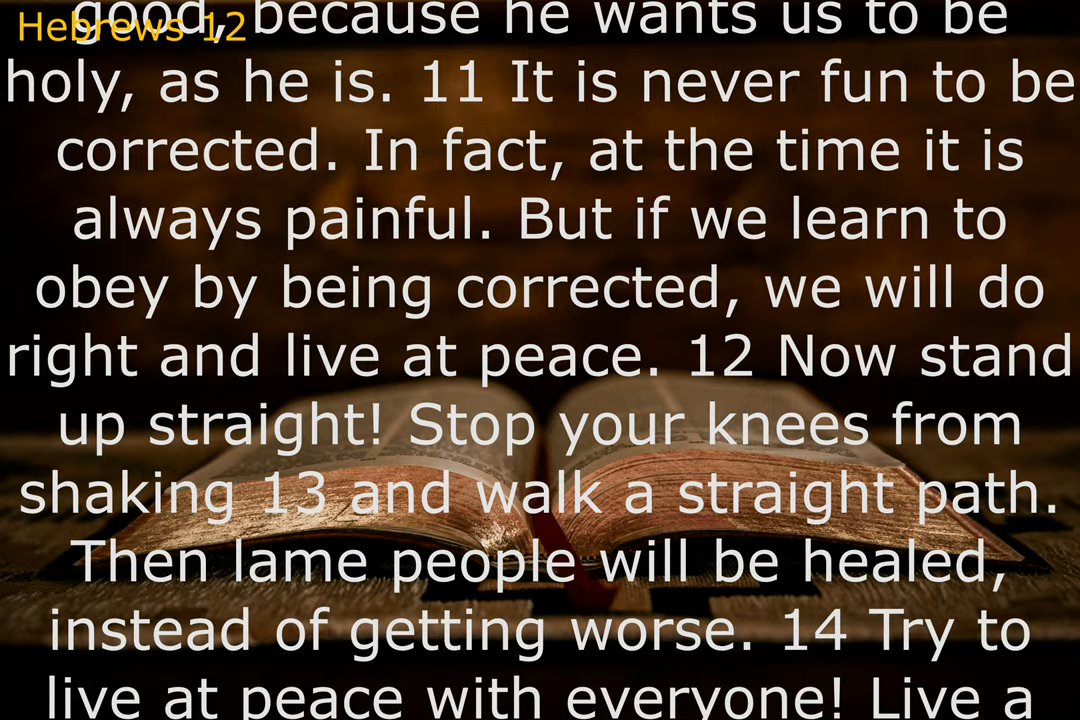 Hebrews 12
good, because he wants us to be
holy, as he is. 11 It is never fun to be
corrected. In fact, at the time it is
always painful. But if we learn to
obey by being corrected, we will do
right and live at peace. 12 Now stand
up straight! Stop your knees from
shaking 13 and walk a straight path.
Then lame people will be healed,
instead of getting worse. 14 Try to
live at peace with everyone! Live a